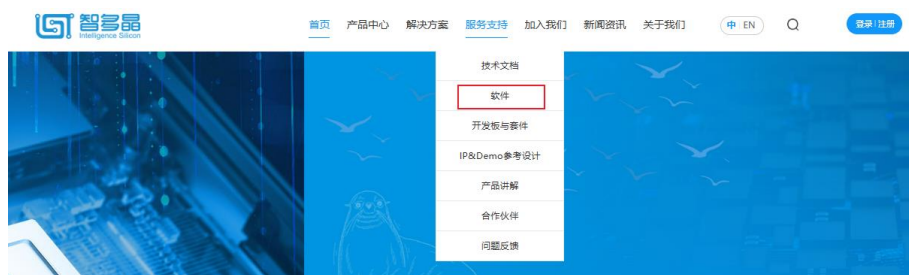 智多晶
Intelligence Silicon
首页 产品中心 解决方案 服务支持 加入我们 新闻资讯 关于我们 中 | EN 登录 | 注册
技术文档
软件
开发板与套件
IP&Demo参考设计
产品讲解
合作伙伴
问题反馈